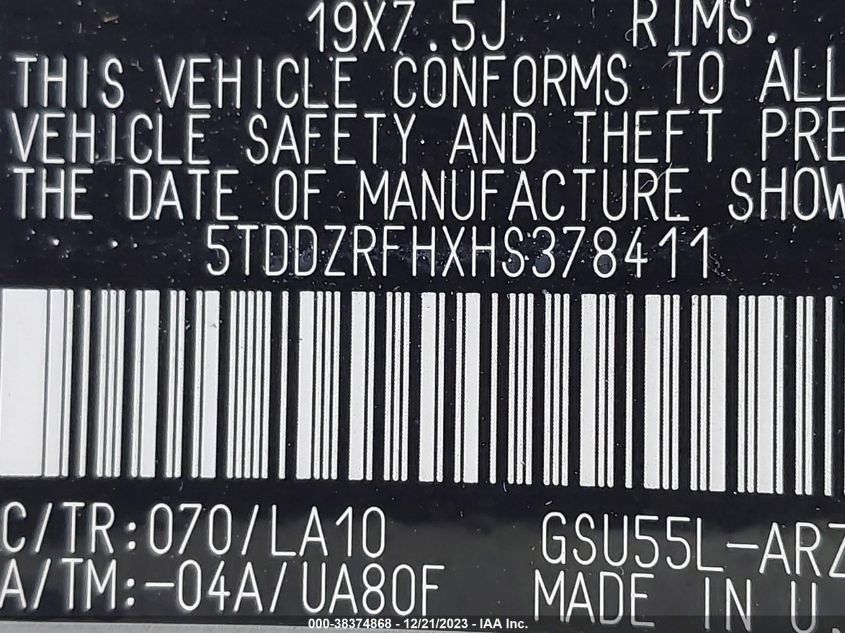 19X7.5J RIMS.
THIS VEHICLE CONFORMS TO ALL
VEHICLE SAFETY AND THEFT PRE
THE DATE OF MANUFACTURE SHOW
5TDDZRFHXHS378411
C/TR:070/LA10 GSU55L-ARZ
A/TM:-04A/UA80F MADE IN U.
000-38374868 - 12/21/2023 - IAA Inc.